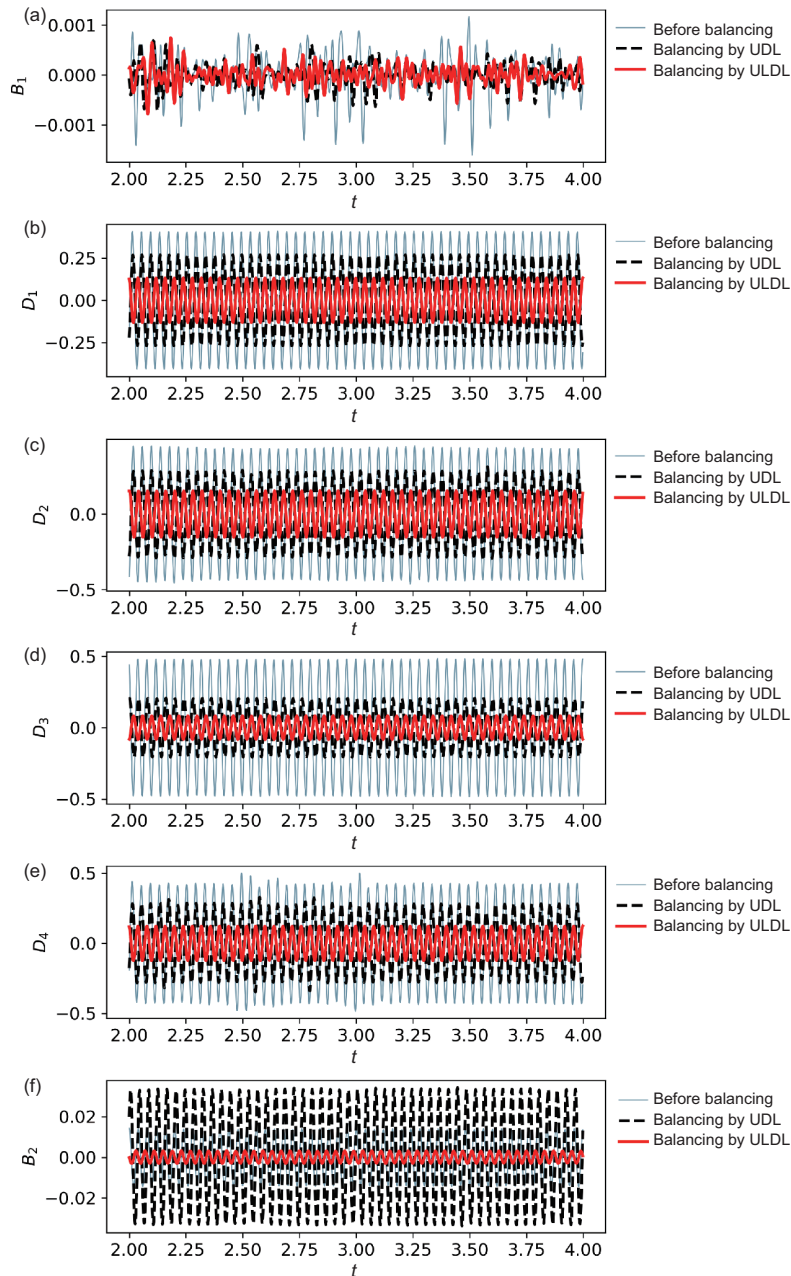 (a)
0.001
0.000
−0.001
B1
2.00 2.25 2.50 2.75 3.00 3.25 3.50 3.75 4.00
t
Before balancing
Balancing by UDL
Balancing by ULDL
(b)
0.25
0.00
−0.25
D1
2.00 2.25 2.50 2.75 3.00 3.25 3.50 3.75 4.00
t
Before balancing
Balancing by UDL
Balancing by ULDL
(c)
0.0
−0.5
D2
2.00 2.25 2.50 2.75 3.00 3.25 3.50 3.75 4.00
t
Before balancing
Balancing by UDL
Balancing by ULDL
(d)
0.5
0.0
−0.5
D3
2.00 2.25 2.50 2.75 3.00 3.25 3.50 3.75 4.00
t
Before balancing
Balancing by UDL
Balancing by ULDL
(e)
0.5
0.0
−0.5
D4
2.00 2.25 2.50 2.75 3.00 3.25 3.50 3.75 4.00
t
Before balancing
Balancing by UDL
Balancing by ULDL
(f)
0.02
0.00
−0.02
B2
2.00 2.25 2.50 2.75 3.00 3.25 3.50 3.75 4.00
t
Before balancing
Balancing by UDL
Balancing by ULDL